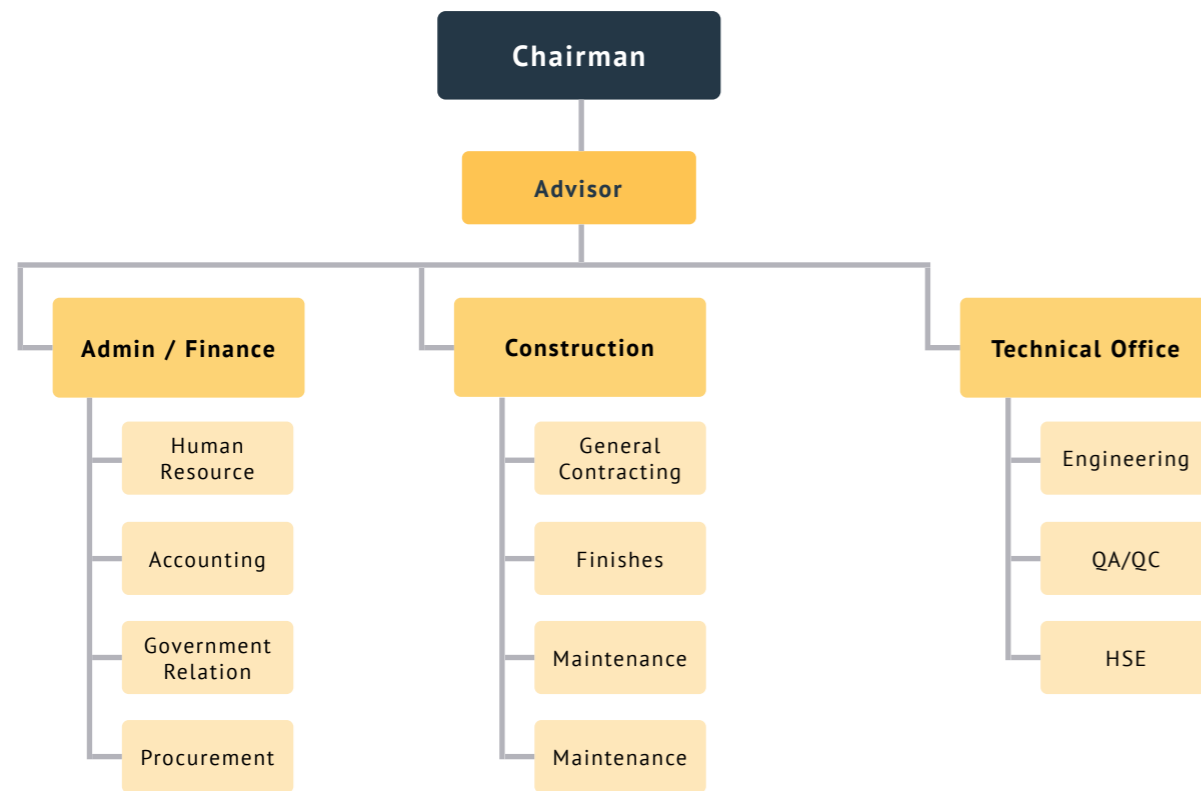 Chairman
Advisor
Admin / Finance
Human
Resource
Accounting
Government
Relation
Procurement
Construction
General
Contracting
Finishes
Maintenance
Maintenance
Technical Office
Engineering
QA/QC
HSE